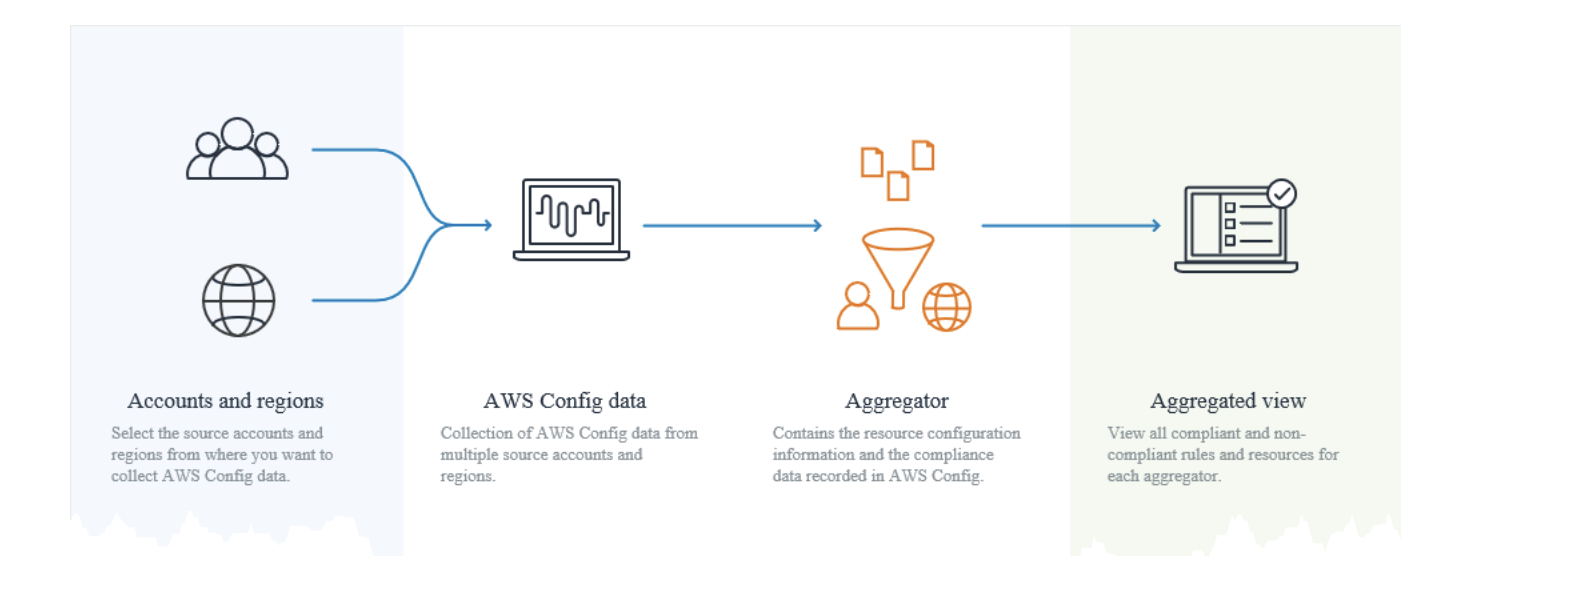 Accounts and regions
Select the source accounts and
regions from where you want to
collect AWS Config data.
AWS Config data
Collection of AWS Config data from
multiple source accounts and
regions.
Aggregator
Contains the resource configuration
information and the compliance
data recorded in AWS Config.
Aggregated view
View all compliant and non-
compliant rules and resources for
each aggregator.